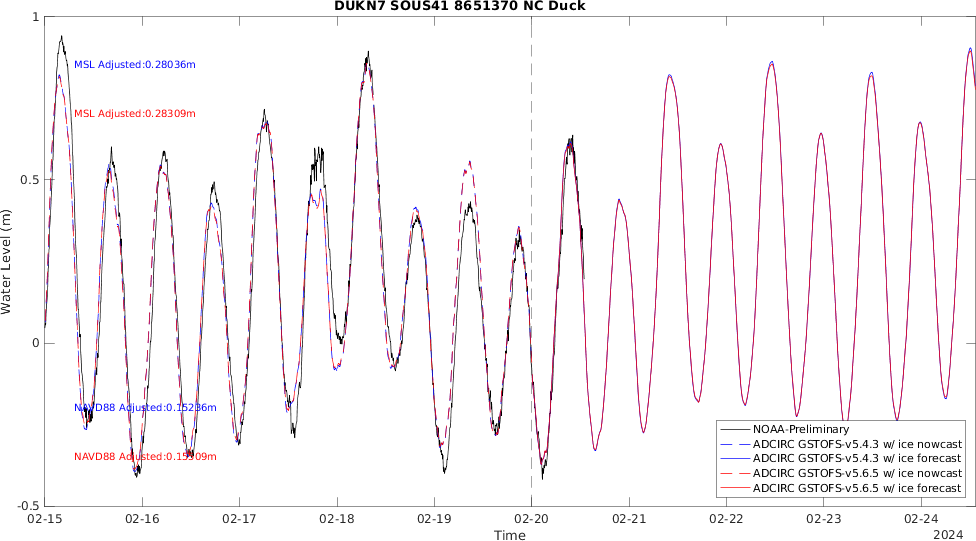 DUKN7 SOUS41 8651370 NC Duck
1
MSL Adjusted:0.28036m
MSL Adjusted:0.28309m
0.5
Water Level (m)
0
NAVD88 Adjusted:0.15236m
NAVD88 Adjusted:0.15509m
NOAA-Preliminary
ADCIRC GSTOFS-v5.4.3 w/ ice nowcast
ADCIRC GSTOFS-v5.4.3 w/ ice forecast
ADCIRC GSTOFS-v5.6.5 w/ ice nowcast
ADCIRC GSTOFS-v5.6.5 w/ ice forecast
-0.5
02-15 02-16 02-17 02-18 02-19 02-20 02-21 02-22 02-23 02-24
Time
2024